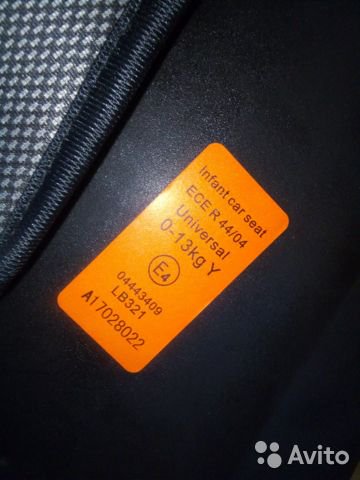 Infant car seat
ECE R 44/04
Universal
0-13kg Y
E4
04443409
LB321
A17028022
Avito